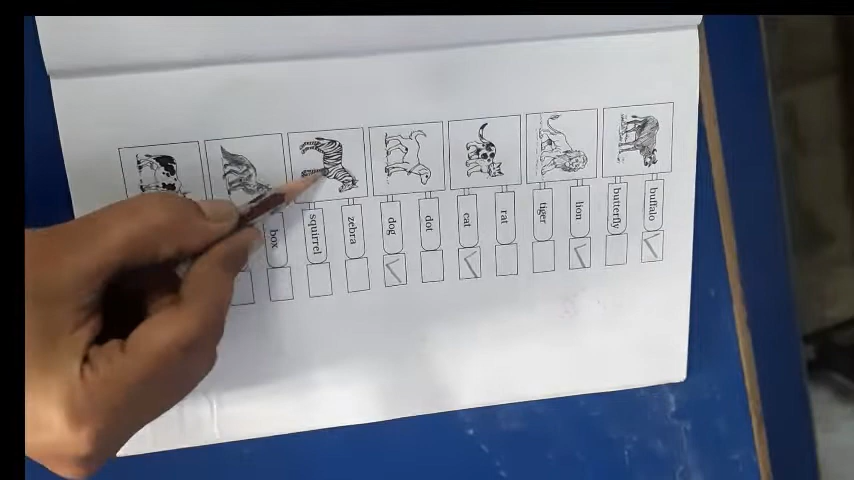 buffalo
butterfly
lion
tiger
rat
cat
dot
dog
zebra
squirrel
box